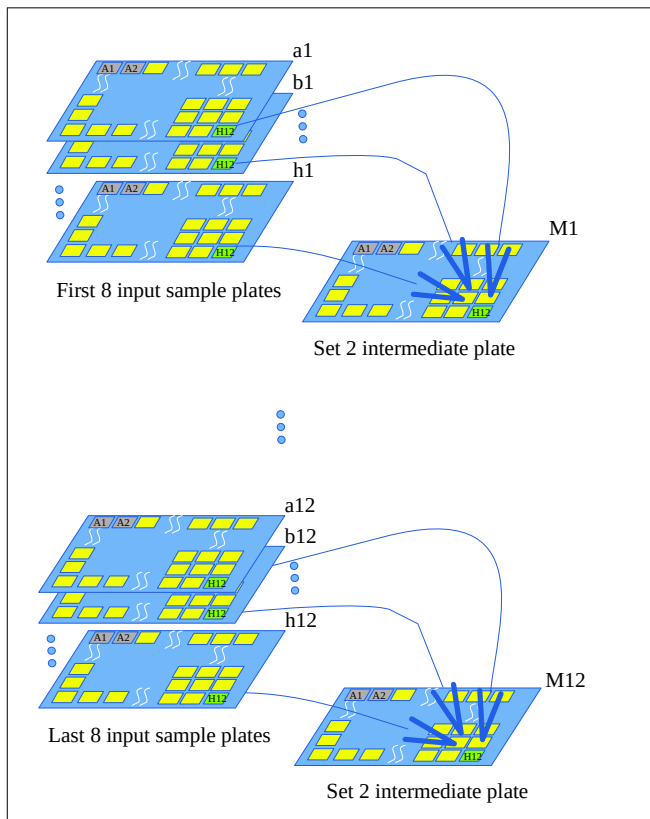 a1
A1 A2
b1
H12
H12
h1
A1 A2
H12
M1
A1 A2
H12
First 8 input sample plates
Set 2 intermediate plate
a12
A1 A2
b12
H12
H12
h12
A1 A2
H12
M12
A1 A2
H12
Last 8 input sample plates
Set 2 intermediate plate